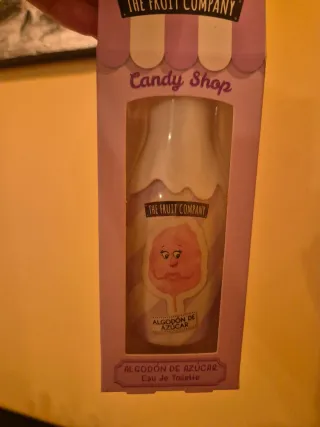 THE FRUIT COMPANY
Candy Shop
THE FRUIT COMPANY
ALGODÓN DE
AZÚCAR
ALGODÓN DE AZÚCAR
Eau de Toilette